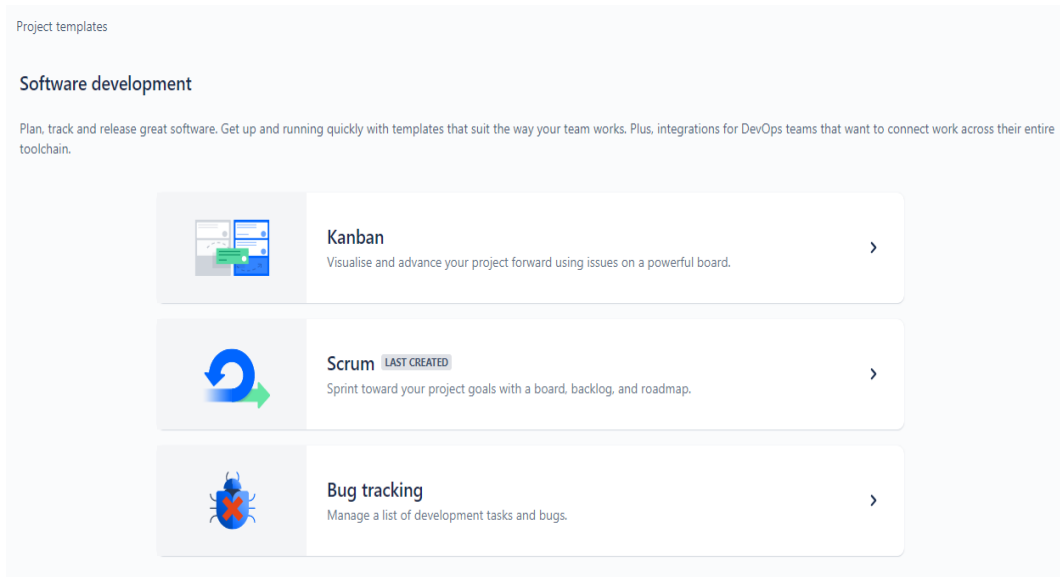 Project templates
Software development
Plan, track and release great software. Get up and running quickly with templates that suit the way your team works. Plus, integrations for DevOps teams that want to connect work across their entire
toolchain.
Kanban
Visualise and advance your project forward using issues on a powerful board.
Scrum LAST CREATED
Sprint toward your project goals with a board, backlog, and roadmap.
Bug tracking
Manage a list of development tasks and bugs.